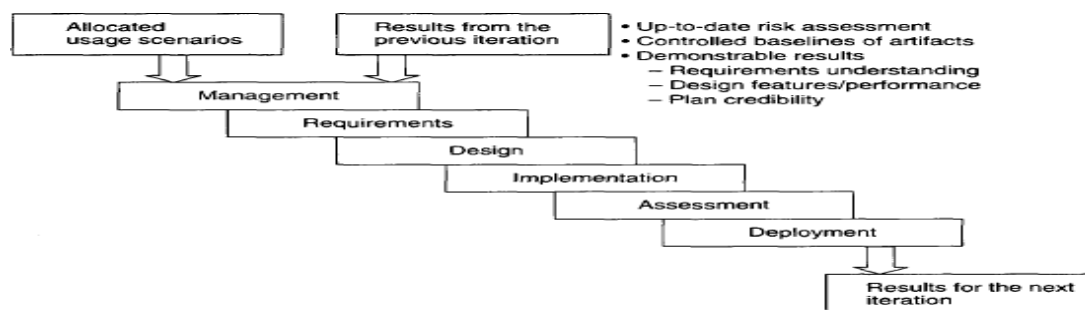 Allocated
usage scenarios
Results from the
previous iteration
• Up-to-date risk assessment
• Controlled baselines of artifacts
• Demonstrable results
– Requirements understanding
– Design features/performance
– Plan credibility
Management
Requirements
Design
Implementation
Assessment
Deployment
Results for the next
iteration